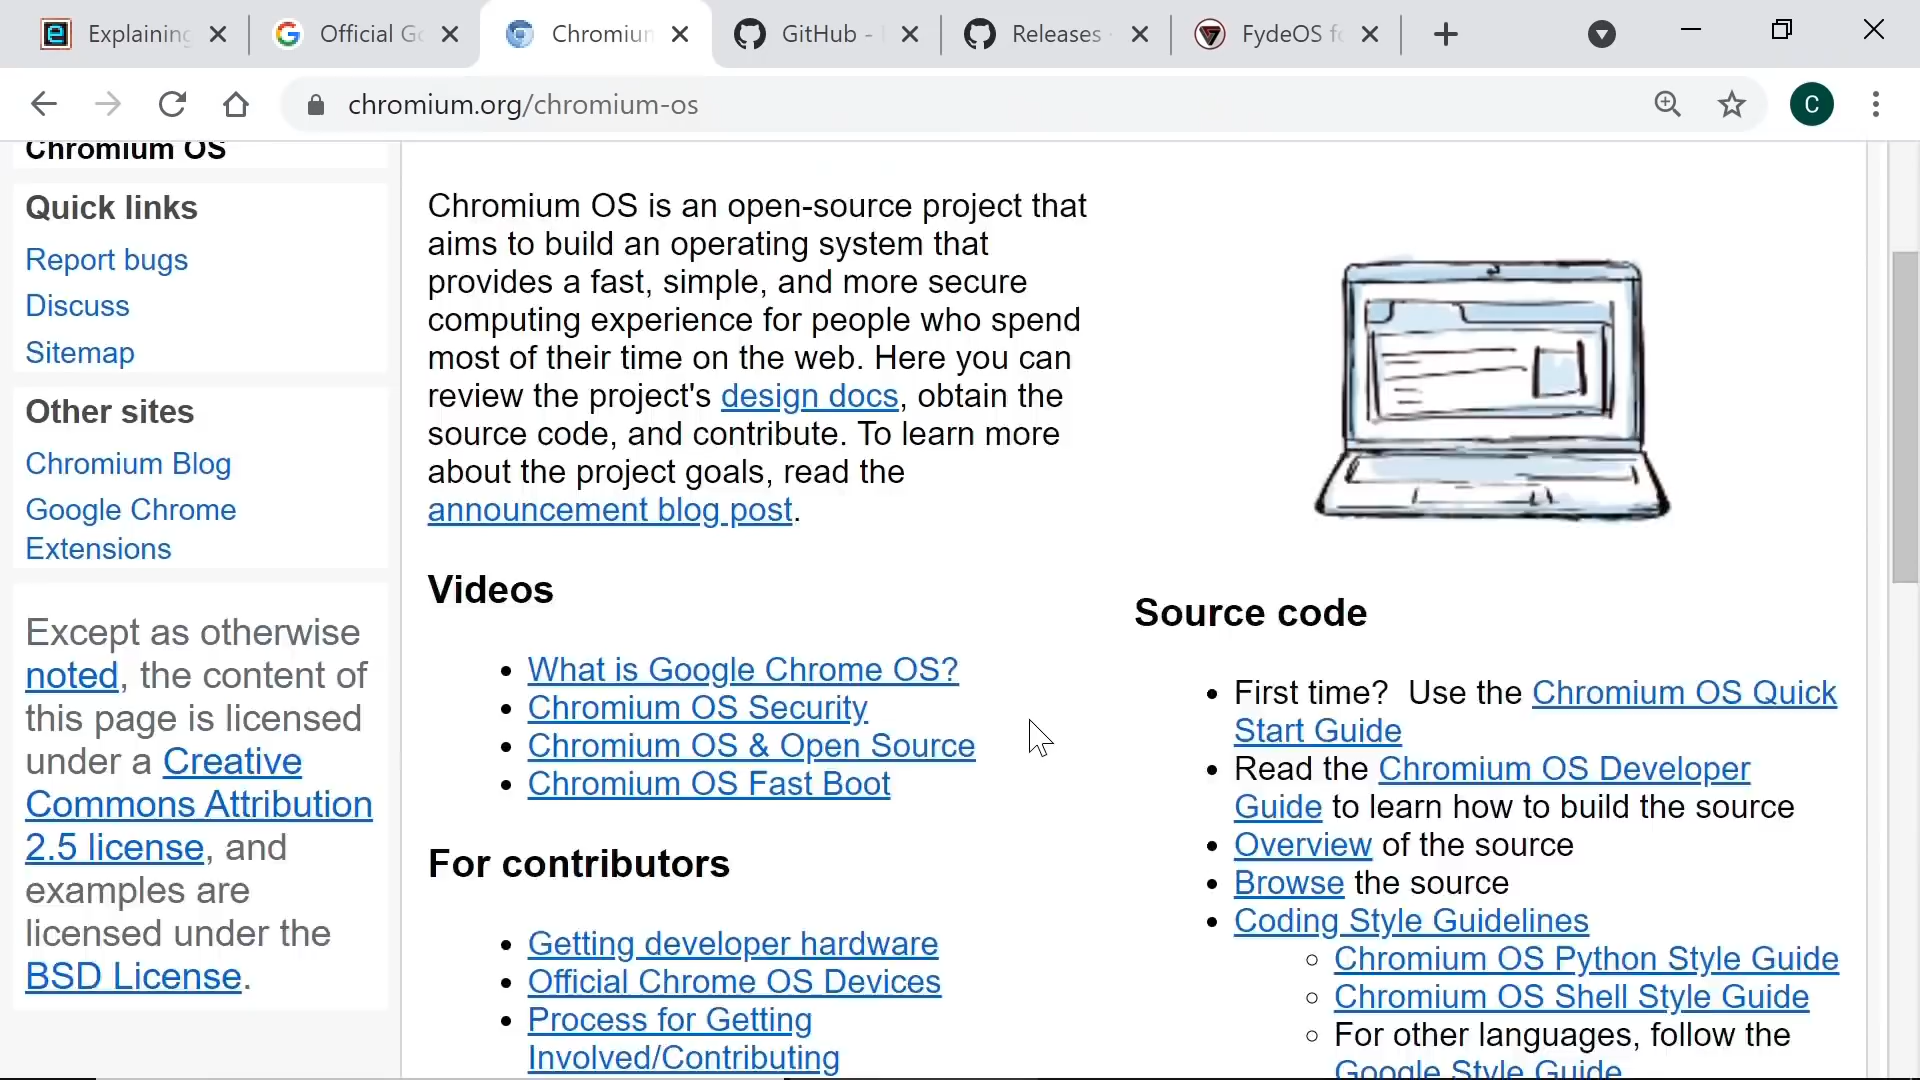 Explaining
Official G
Chromiun
GitHub -
Releases
FydeOS f
chromium.org/chromium-os
C
Chromium OS
Quick links
Report bugs
Discuss
Sitemap
Other sites
Chromium Blog
Google Chrome
Extensions
Except as otherwise
noted, the content of
this page is licensed
under a Creative
Commons Attribution
2.5 license, and
examples are
licensed under the
BSD License.
Chromium OS is an open-source project that
aims to build an operating system that
provides a fast, simple, and more secure
computing experience for people who spend
most of their time on the web. Here you can
review the project's design docs, obtain the
source code, and contribute. To learn more
about the project goals, read the
announcement blog post.
Videos
• What is Google Chrome OS?
• Chromium OS Security
• Chromium OS & Open Source
• Chromium OS Fast Boot
For contributors
• Getting developer hardware
• Official Chrome OS Devices
• Process for Getting
Involved/Contributing
Source code
• First time? Use the Chromium OS Quick
Start Guide
• Read the Chromium OS Developer
Guide to learn how to build the source
• Overview of the source
• Browse the source
• Coding Style Guidelines
◦ Chromium OS Python Style Guide
◦ Chromium OS Shell Style Guide
◦ For other languages, follow the
Google Style Guide